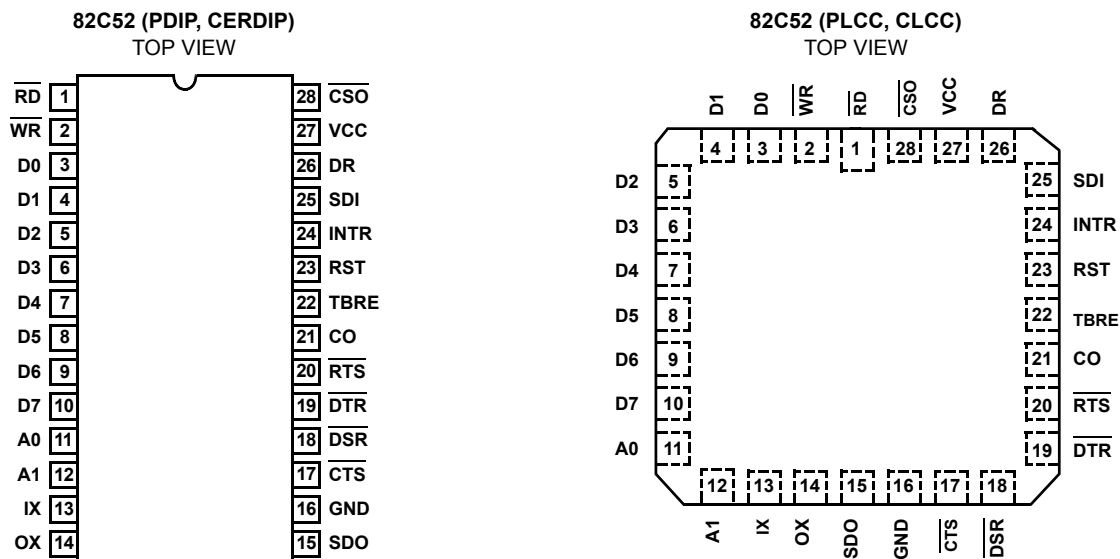 82C52 (PDIP, CERDIP)
TOP VIEW
RD 1 28 CSO
WR 2 27 VCC
D0 3 26 DR
D1 4 25 SDI
D2 5 24 INTR
D3 6 23 RST
D4 7 22 TBRE
D5 8 21 CO
D6 9 20 RTS
D7 10 19 DTR
A0 11 18 DSR
A1 12 17 CTS
IX 13 16 GND
OX 14 15 SDO
82C52 (PLCC, CLCC)
TOP VIEW
D1 D0 WR RD CSO VCC DR
4 3 2 1 28 27 26
D2 5 25 SDI
D3 6 24 INTR
D4 7 23 RST
D5 8 22 TBRE
D6 9 21 CO
D7 10 20 RTS
A0 11 19 DTR
12 13 14 15 16 17 18
A1 IX OX SDO GND CTS DSR